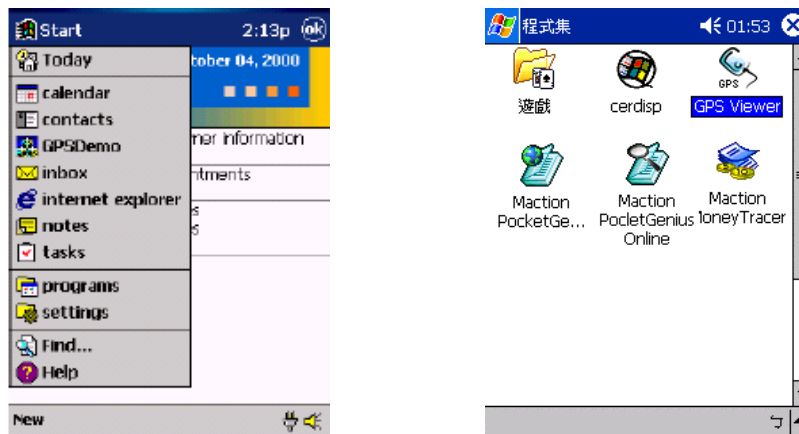 Start 2:13p ok
Today
tober 04, 2000
calendar
contacts
ner information
GPSDemo
inbox
ntments
internet explorer
notes
tasks
programs
settings
Find...
Help
New
程式集 01:53
遊戲 cerdisp GPS Viewer
GPS
Maction PocketGe...
Maction PocletGenius Online
Maction MoneyTracer
ㄅ